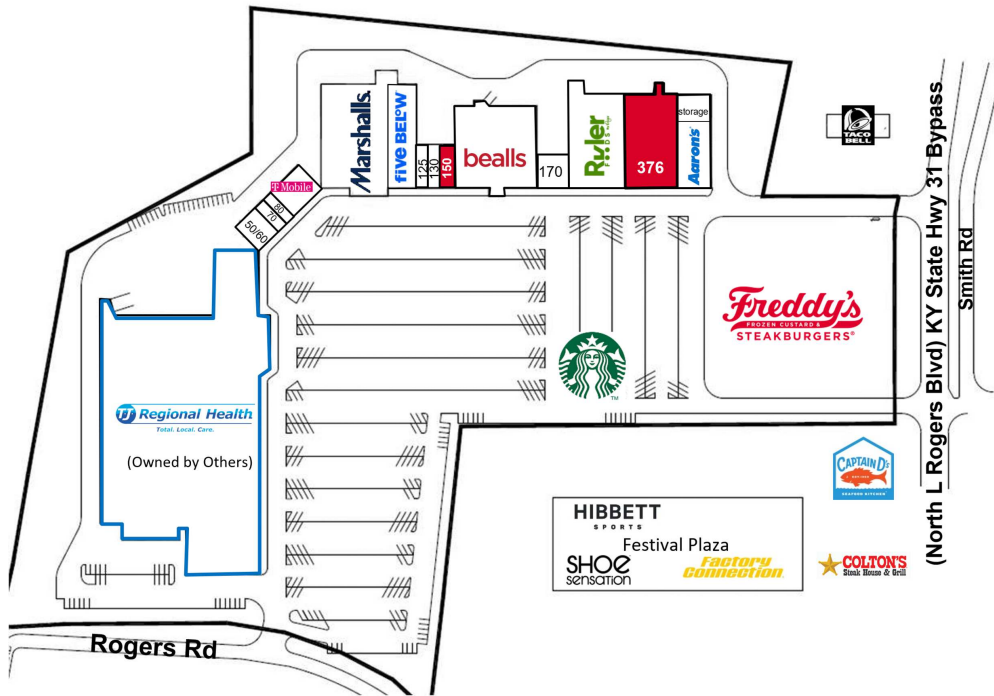 Marshalls.
five BELOW
125
130
150
bealls
170
Ruler
FOODS
376
storage
Aaron's
TACO
BELL
T Mobile
80
70
50/60
Freddy's
FROZEN CUSTARD &
STEAKBURGERS®
TM
TJ Regional Health
Total. Local. Care.
(Owned by Others)
CAPTAIN D's
SEAFOOD KITCHEN
HIBBETT
SPORTS
Festival Plaza
SHOE
sensation
Factory
Connection
COLTON'S
Steak House & Grill
Rogers Rd
(North L Rogers Blvd) KY State Hwy 31 Bypass
Smith Rd